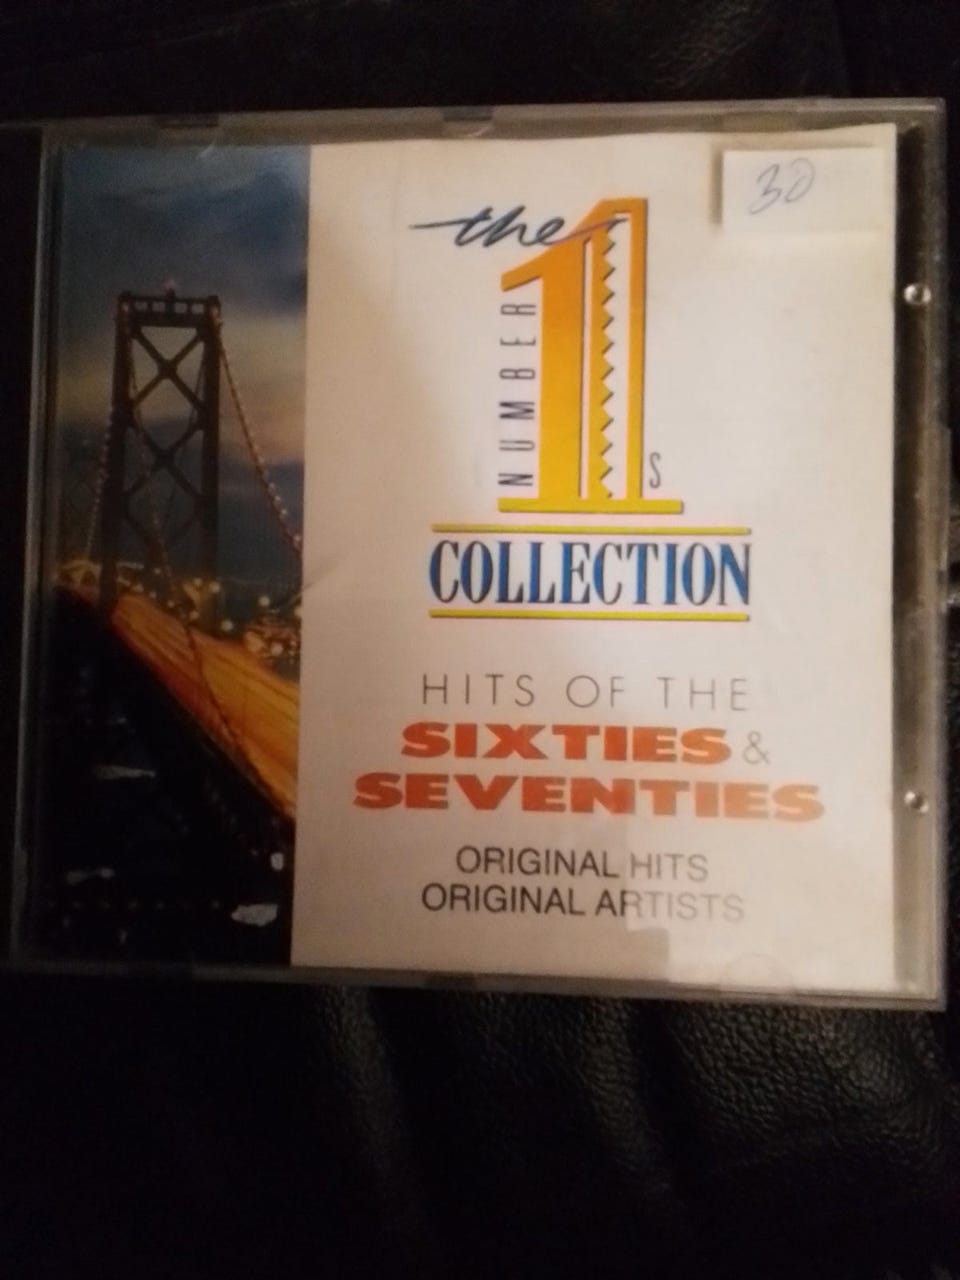 30
the
NUMBER
1s
COLLECTION
HITS OF THE
SIXTIES &
SEVENTIES
ORIGINAL HITS
ORIGINAL ARTISTS